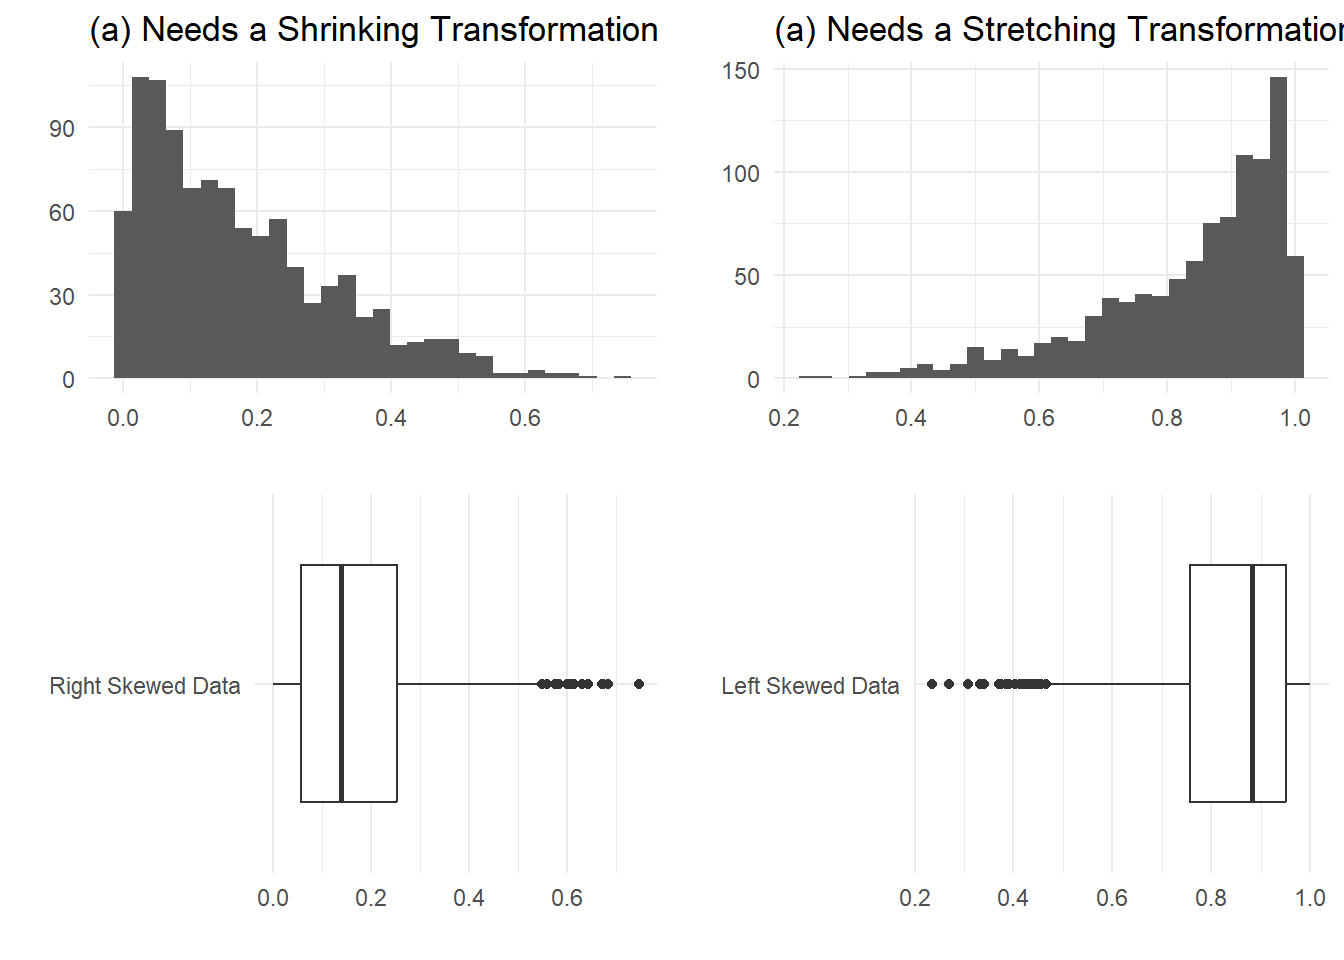 (a) Needs a Shrinking Transformation
90
60
30
0
0.0 0.2 0.4 0.6
(a) Needs a Stretching Transformation
150
100
50
0
0.2 0.4 0.6 0.8 1.0
Right Skewed Data
0.0 0.2 0.4 0.6
Left Skewed Data
0.2 0.4 0.6 0.8 1.0